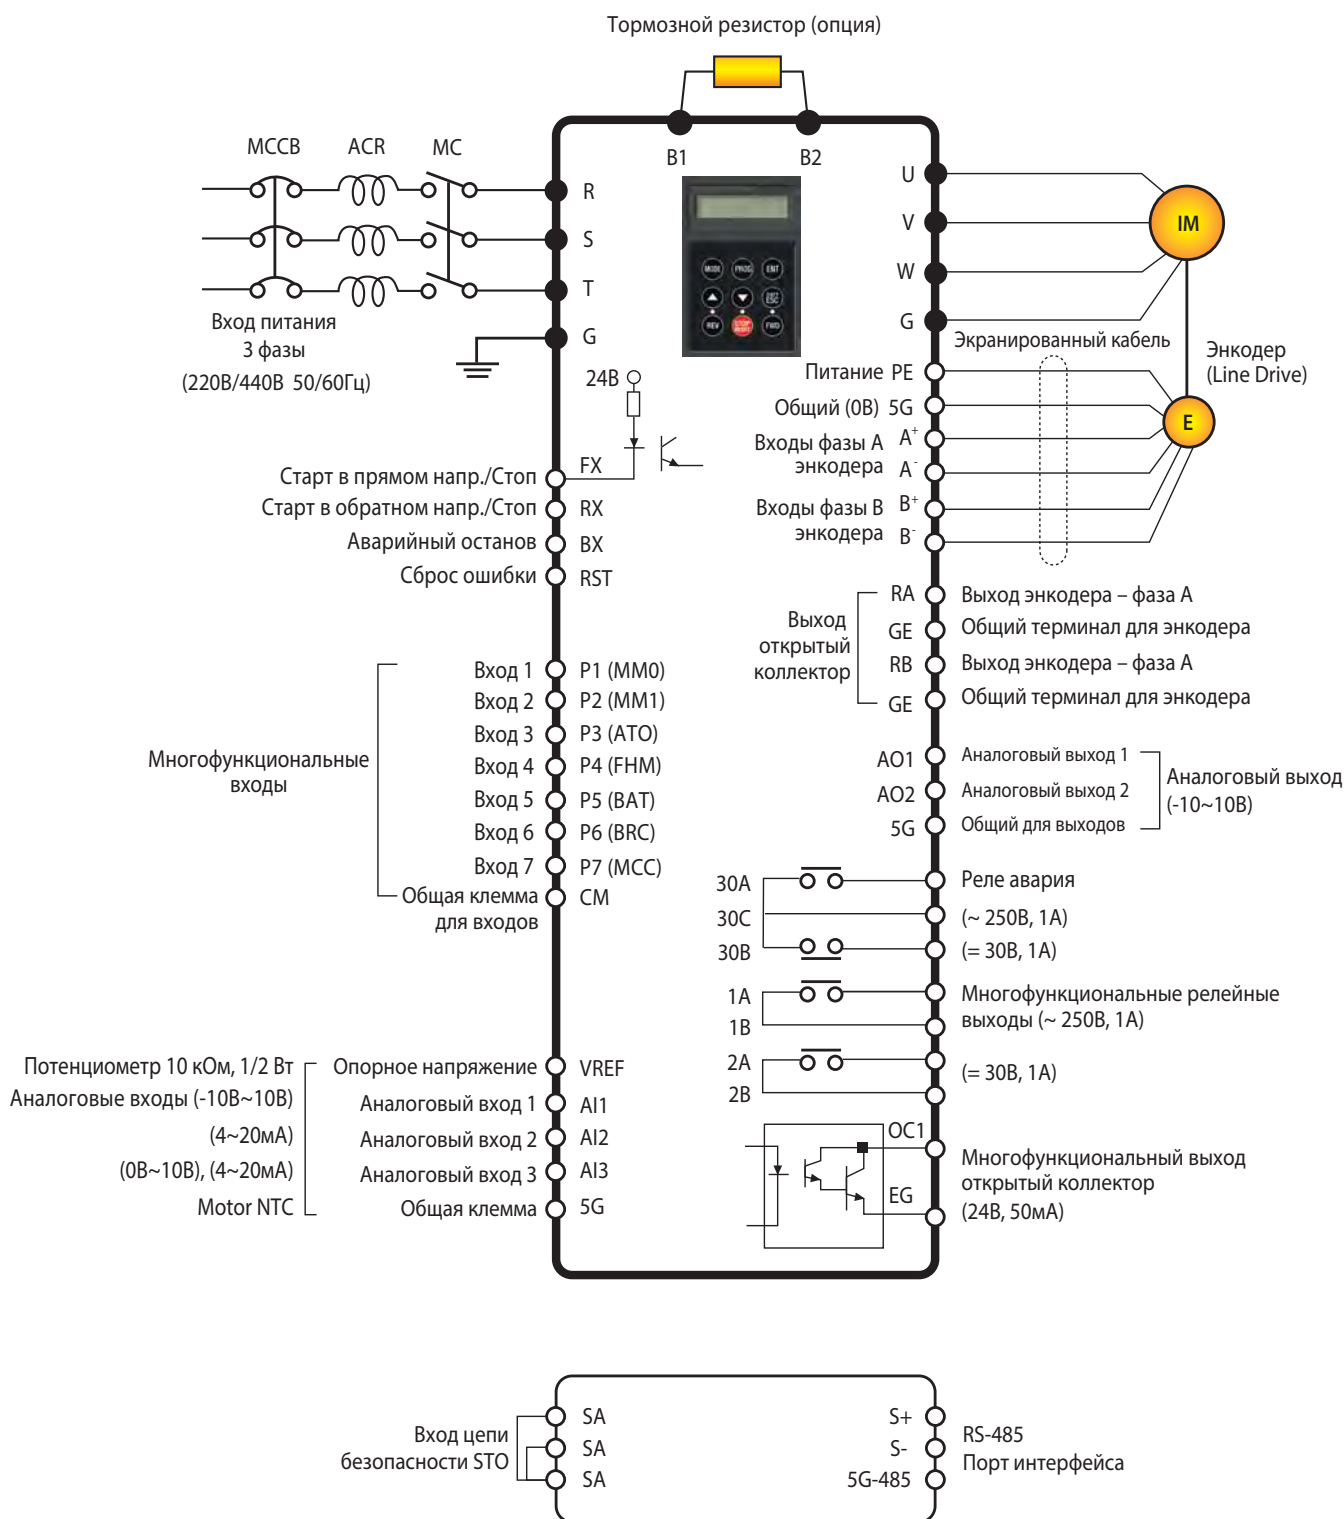 Тормозной резистор (опция)
MCCB ACR MC
B1 B2
R
S
T
G
Вход питания
3 фазы
(220В/440В 50/60Гц)
MODE PROG ENT
SHIFT ESC
REV STOP RESET FWD
U
V
W
G
IM
Экранированный кабель
Энкодер
(Line Drive)
E
Питание PE
Общий (0В) 5G
Входы фазы А
энкодера
A+
A-
Входы фазы В
энкодера
B+
B-
24В
Старт в прямом напр./Стоп FX
Старт в обратном напр./Стоп RX
Аварийный останов BX
Сброс ошибки RST
Выход
открытый
коллектор
RA Выход энкодера – фаза А
GE Общий терминал для энкодера
RB Выход энкодера – фаза А
GE Общий терминал для энкодера
Многофункциональные
входы
Вход 1 P1 (MM0)
Вход 2 P2 (MM1)
Вход 3 P3 (ATO)
Вход 4 P4 (FHM)
Вход 5 P5 (BAT)
Вход 6 P6 (BRC)
Вход 7 P7 (MCC)
Общая клемма
для входов
CM
AO1 Аналоговый выход 1
AO2 Аналоговый выход 2
5G Общий для выходов
Аналоговый выход
(-10~10В)
30A Реле авария
30C (~ 250В, 1А)
30B (= 30В, 1А)
1A
1B
Многофункциональные релейные
выходы (~ 250В, 1А)
2A
2B
(= 30В, 1А)
Потенциометр 10 кОм, 1/2 Вт
Аналоговые входы (-10В~10В)
(4~20мА)
(0В~10В), (4~20мА)
Motor NTC
Опорное напряжение VREF
Аналоговый вход 1 AI1
Аналоговый вход 2 AI2
Аналоговый вход 3 AI3
Общая клемма 5G
OC1
EG
Многофункциональный выход
открытый коллектор
(24В, 50мА)
Вход цепи
безопасности STO
SA
SA
SA
S+
S-
5G-485
RS-485
Порт интерфейса